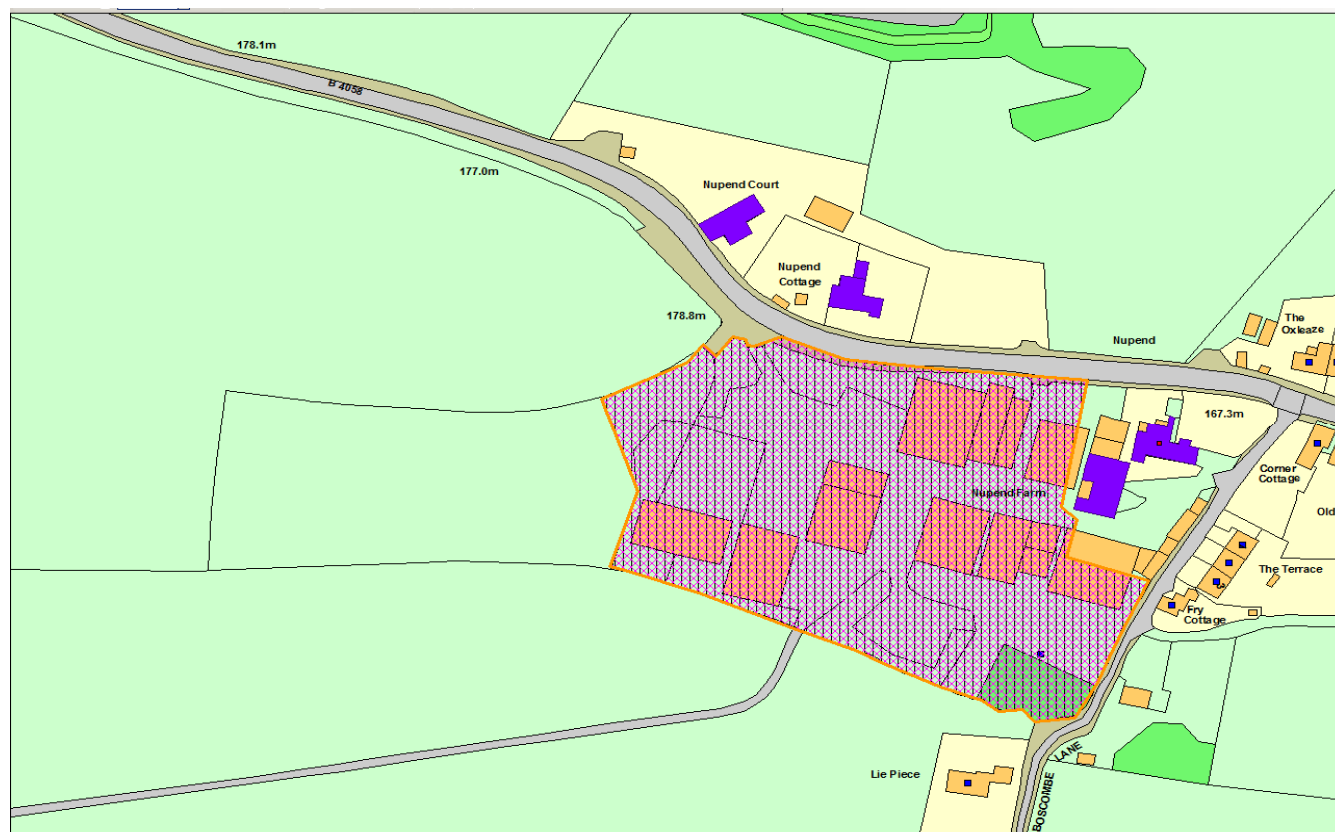 178.1m
B 4058
177.0m
Nupend Court
Nupend
Cottage
178.8m
Nupend
The
Oxleaze
167.3m
Corner
Cottage
Nupend Farm
Old
The Terrace
3
Fry
Cottage
Lie Piece
BOSCOMBE LANE